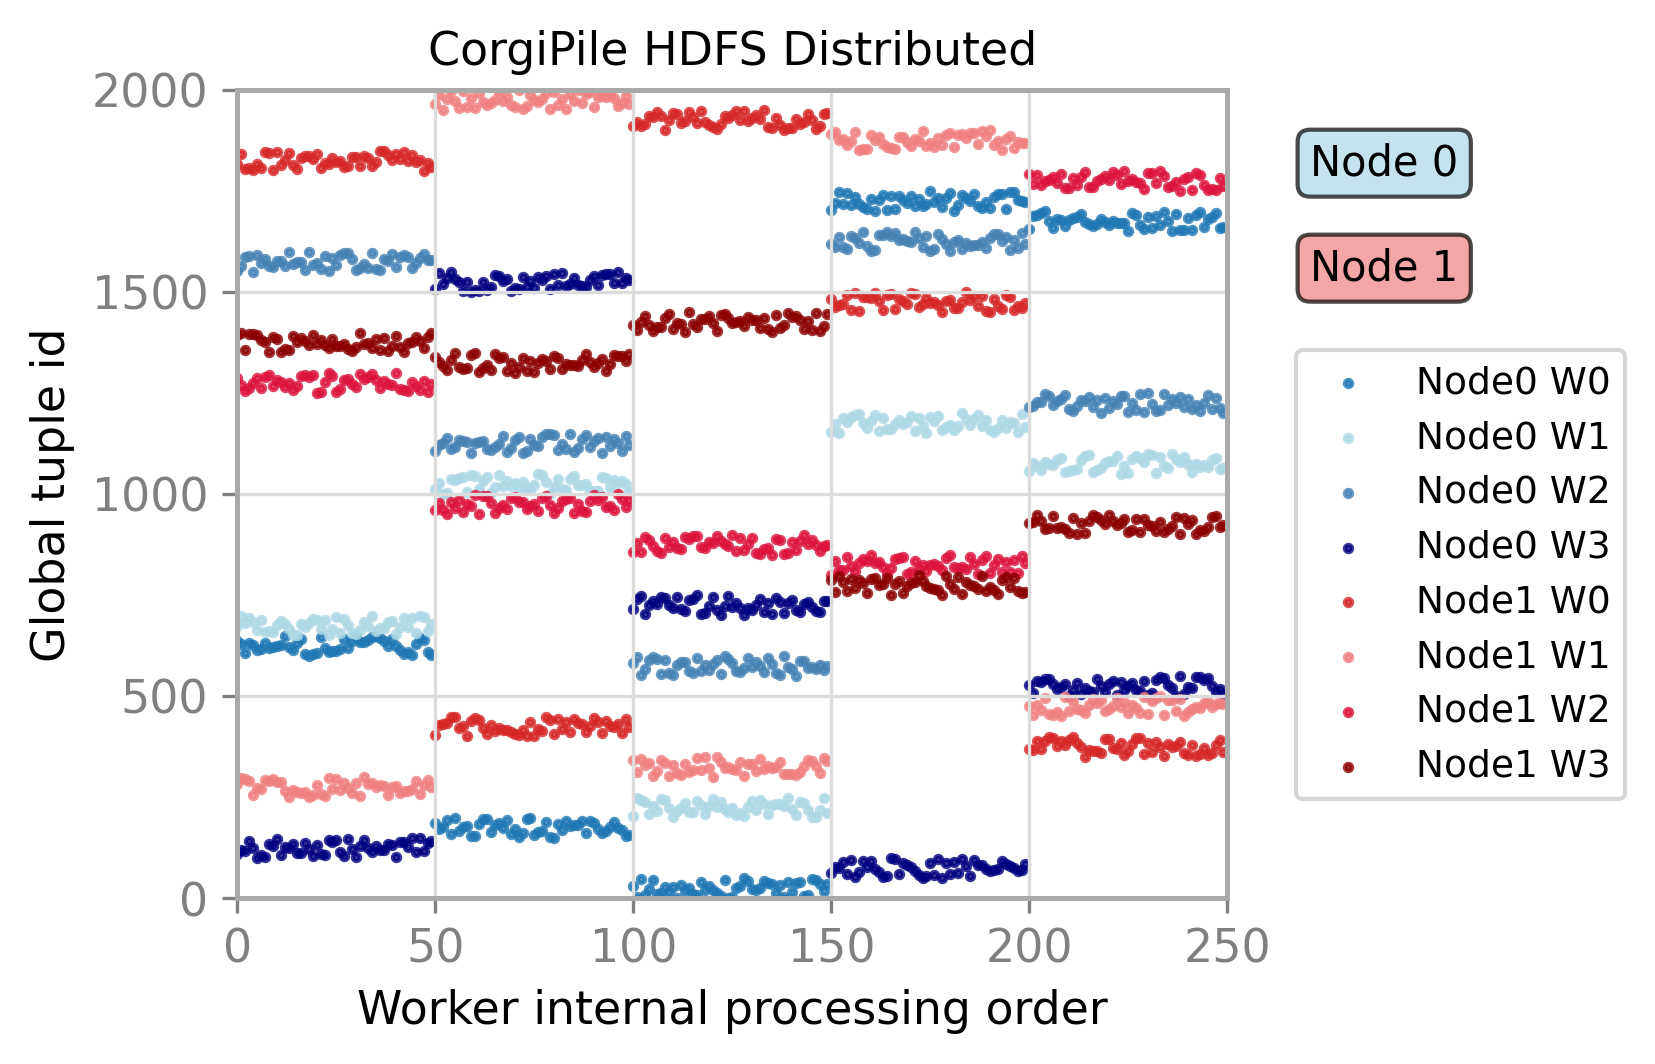 CorgiPile HDFS Distributed
2000
1500
1000
500
0
Global tuple id
0 50 100 150 200 250
Worker internal processing order
Node 0
Node 1
Node0 W0
Node0 W1
Node0 W2
Node0 W3
Node1 W0
Node1 W1
Node1 W2
Node1 W3